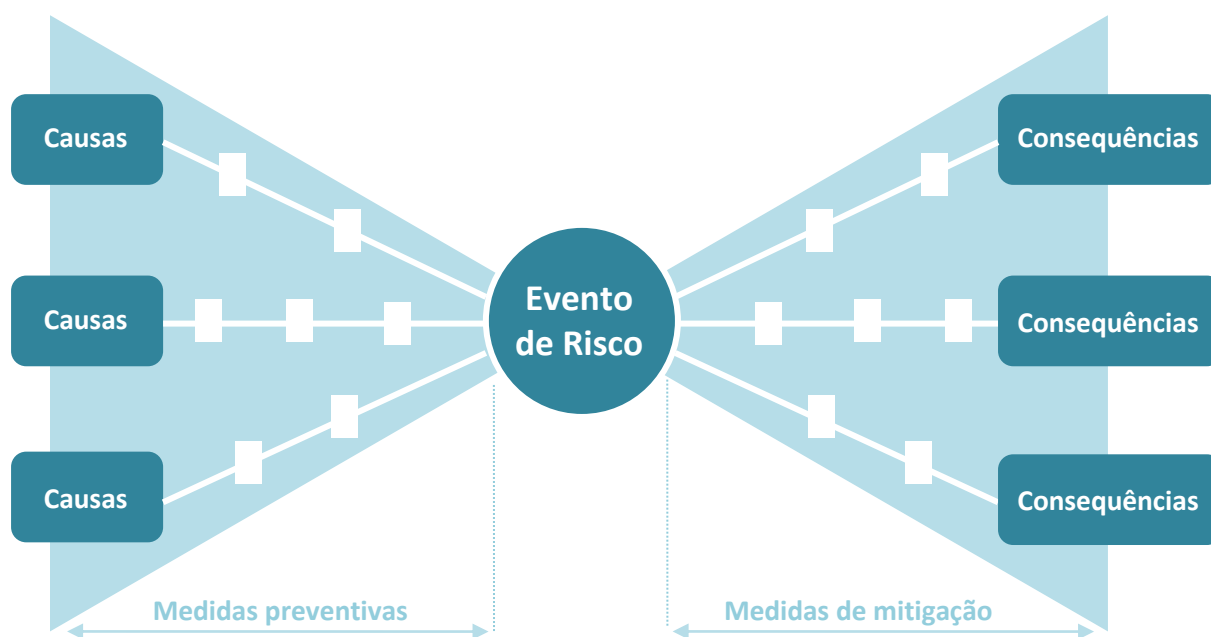 Causas
Consequências
Causas
Evento
de Risco
Consequências
Causas
Consequências
Medidas preventivas
Medidas de mitigação